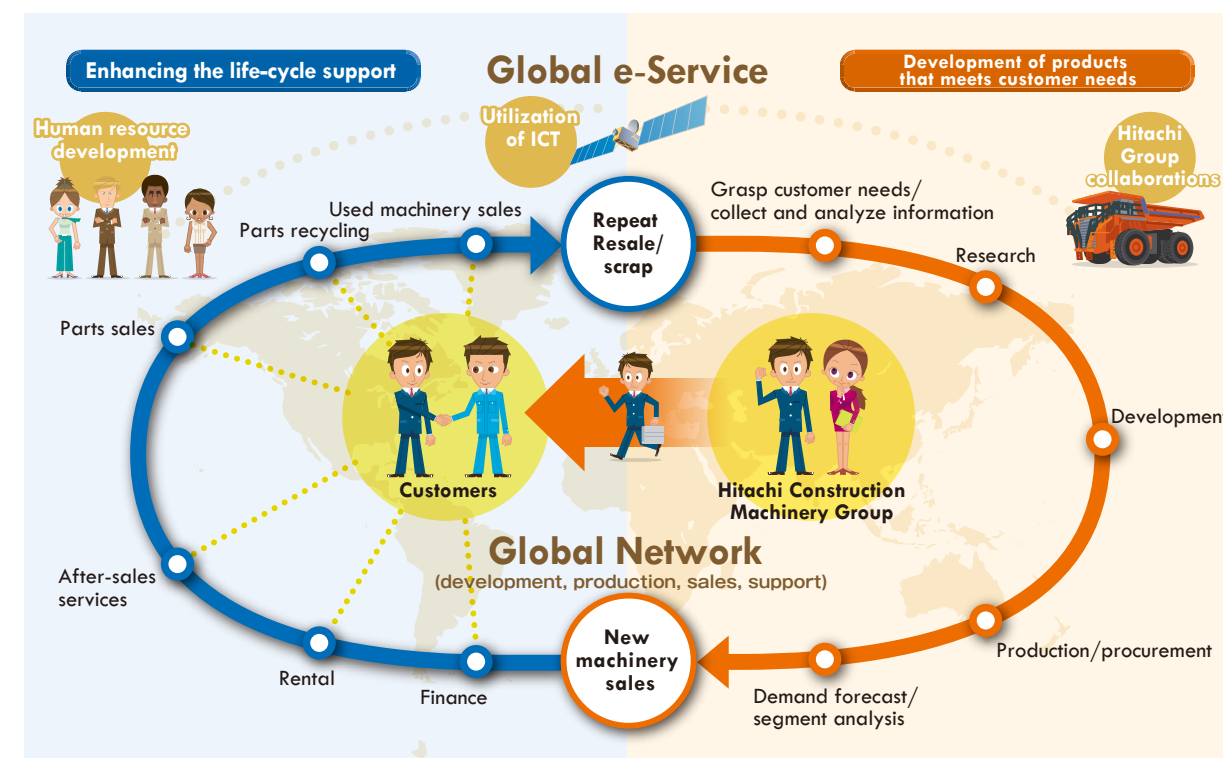 Global e-Service
Enhancing the life-cycle support
Development of products
that meets customer needs
Human resource
development
Utilization
of ICT
Hitachi
Group
collaborations
Used machinery sales
Parts recycling
Parts sales
Repeat
Resale/
scrap
Grasp customer needs/
collect and analyze information
Research
Developmen
Customers
Hitachi Construction
Machinery Group
Global Network
(development, production, sales, support)
After-sales
services
Rental
Finance
New
machinery
sales
Demand forecast/
segment analysis
Production/procurement